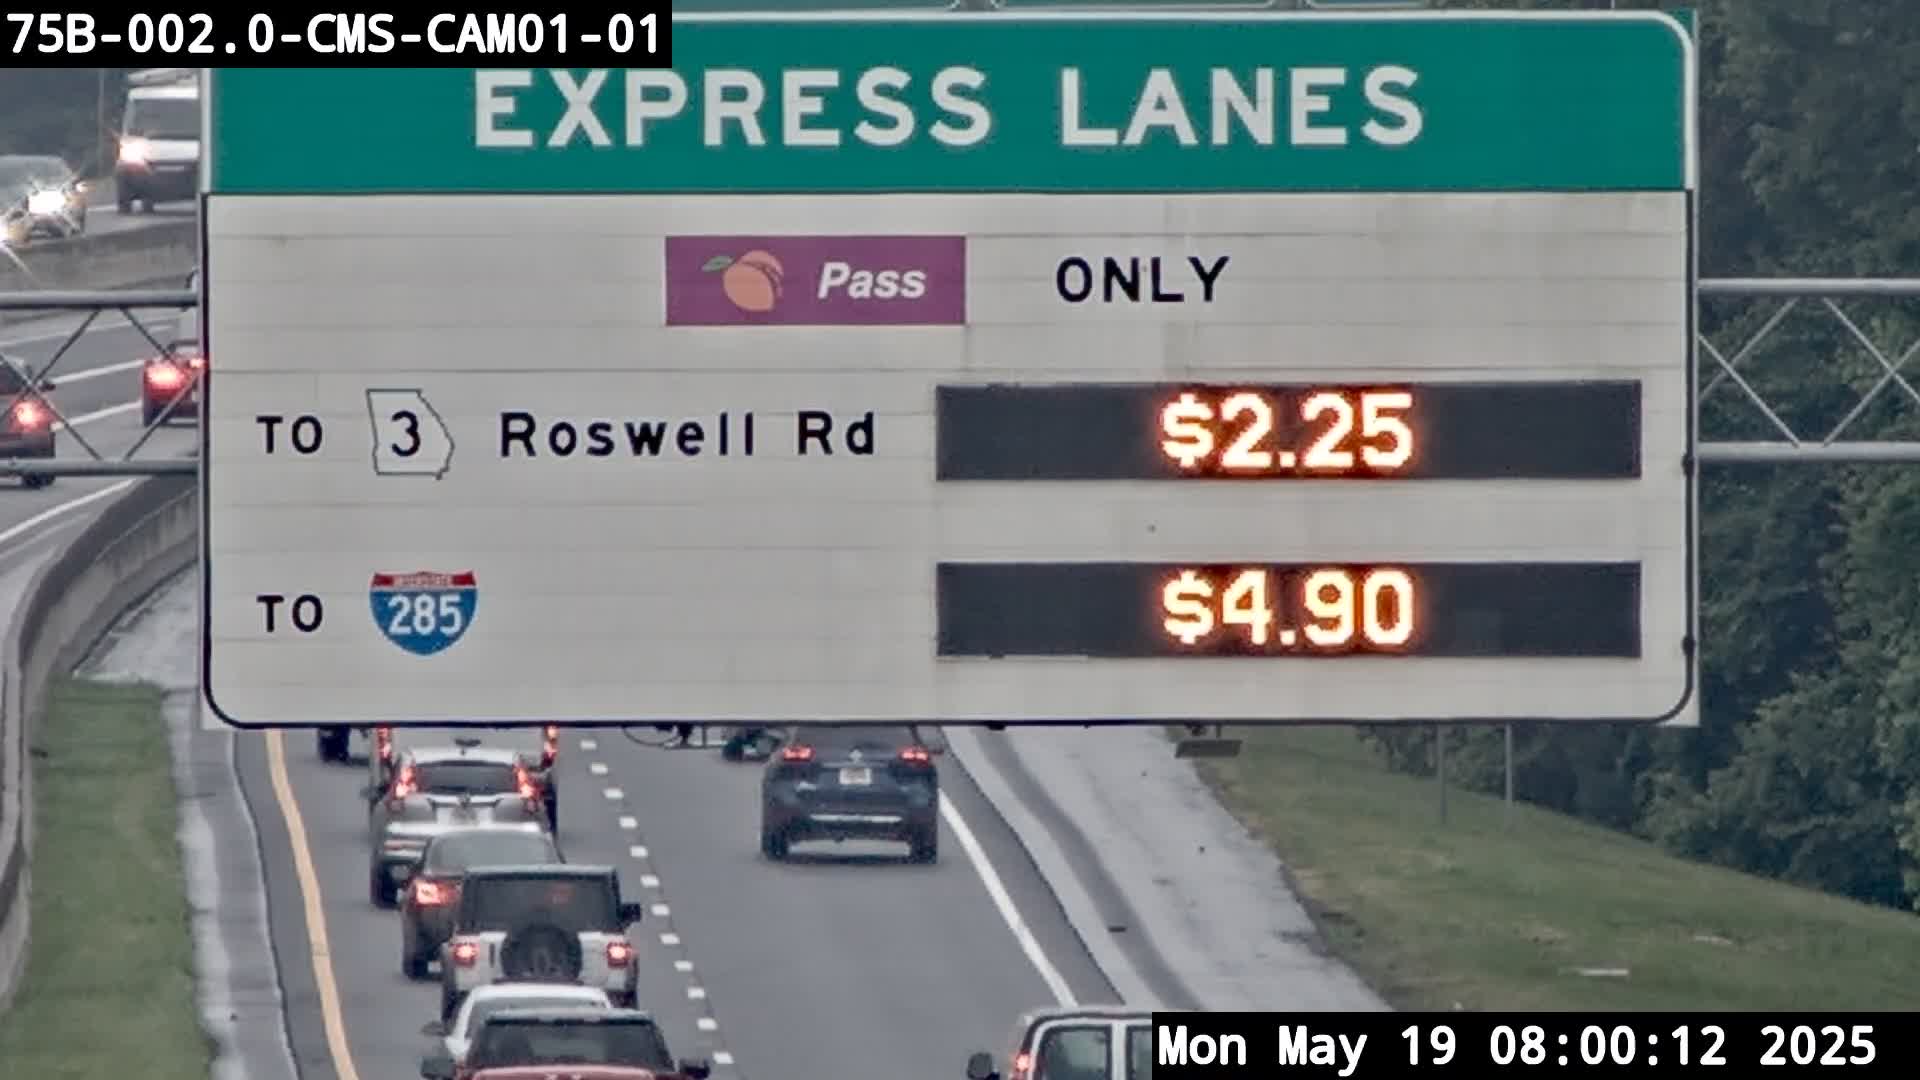 75B-002.0-CMS-CAM01-01
EXPRESS LANES
Pass ONLY
TO 3 Roswell Rd $2.25
TO 285 $4.90
Mon May 19 08:00:12 2025